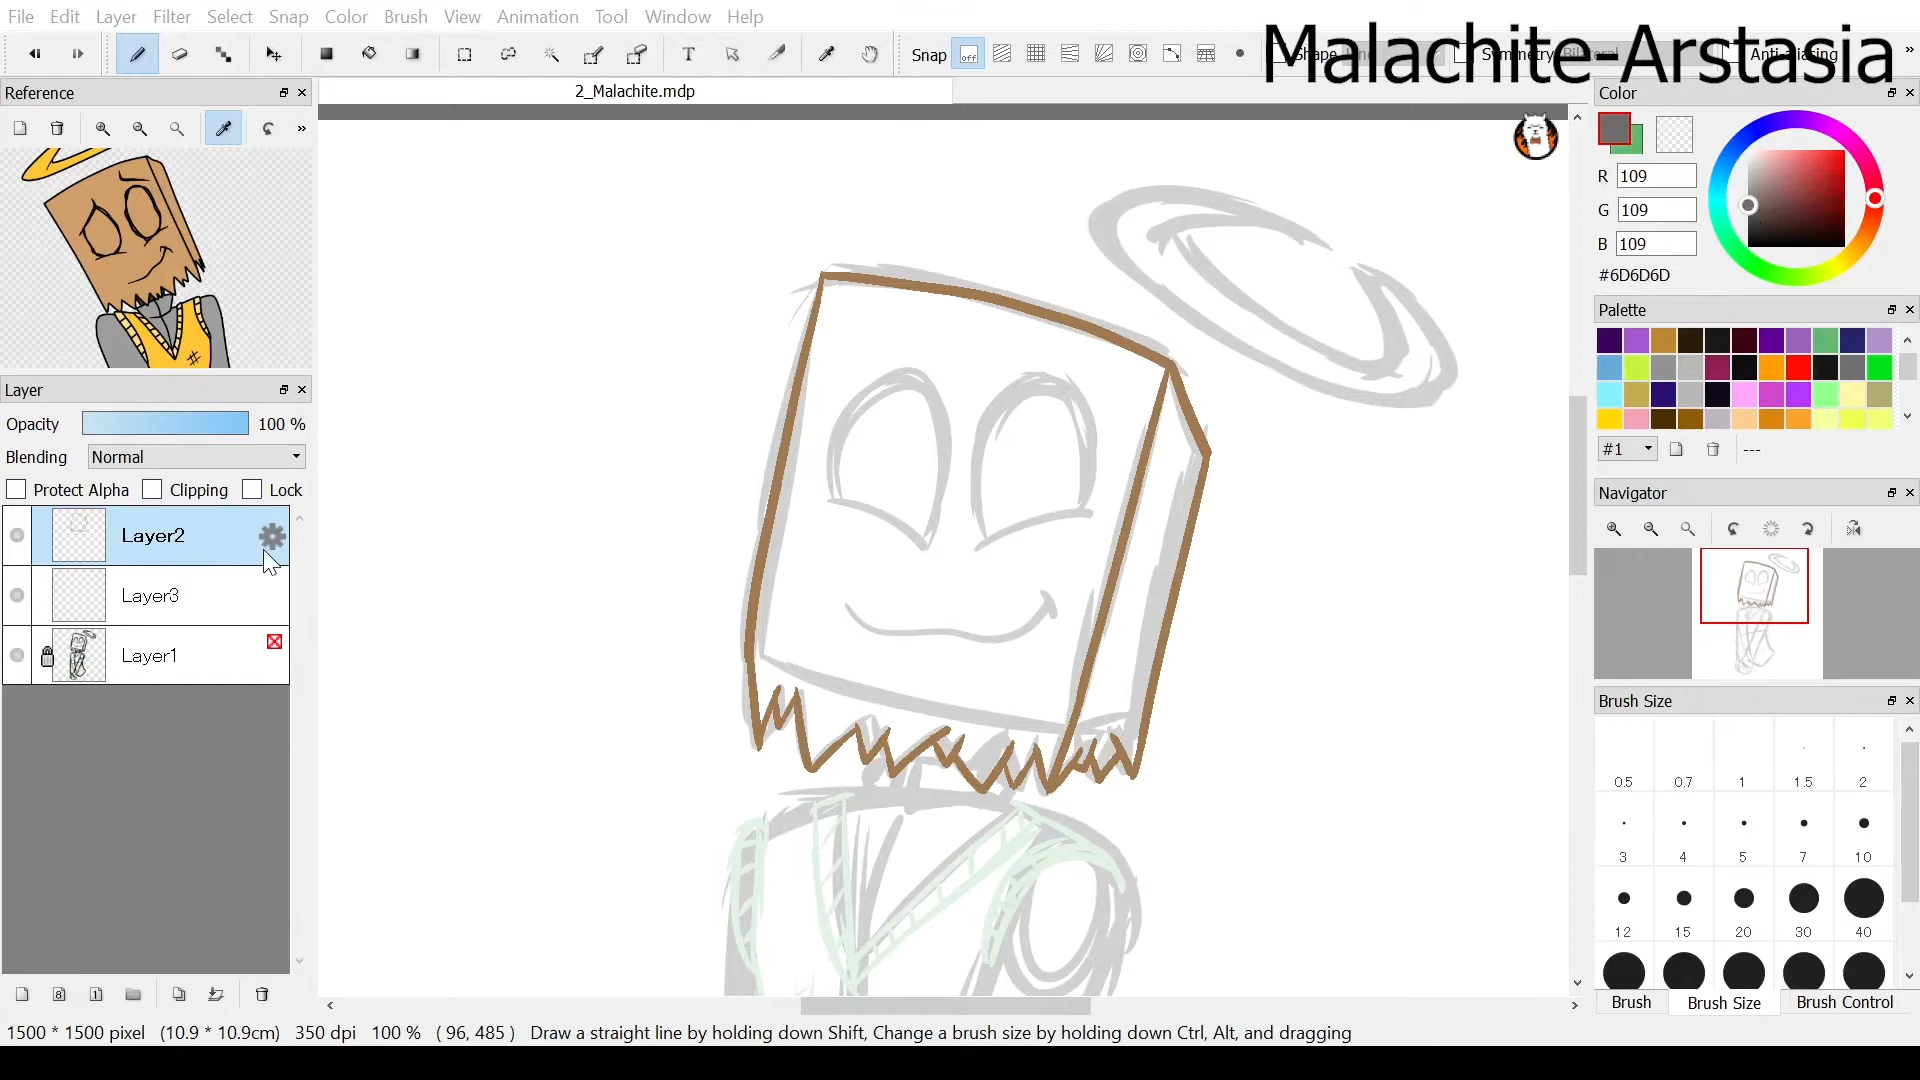 File Edit Layer Filter Select Snap Color Brush View Animation Tool Window Help
Malachite-Arstasia
T Snap off Shape Symmetry Bilateral Anti-aliasing »
Reference
2_Malachite.mdp
Color
»
R 109
G 109
B 109
#6D6D6D
Palette
Layer
Opacity 100 %
Blending Normal
#1 ---
Protect Alpha Clipping Lock
Navigator
Layer2
Layer3
Layer1
Brush Size
0.5 0.7 1 1.5 2
3 4 5 7 10
12 15 20 30 40
8 1
Brush Brush Size Brush Control
1500 * 1500 pixel (10.9 * 10.9cm) 350 dpi 100 % ( 96, 485 ) Draw a straight line by holding down Shift, Change a brush size by holding down Ctrl, Alt, and dragging